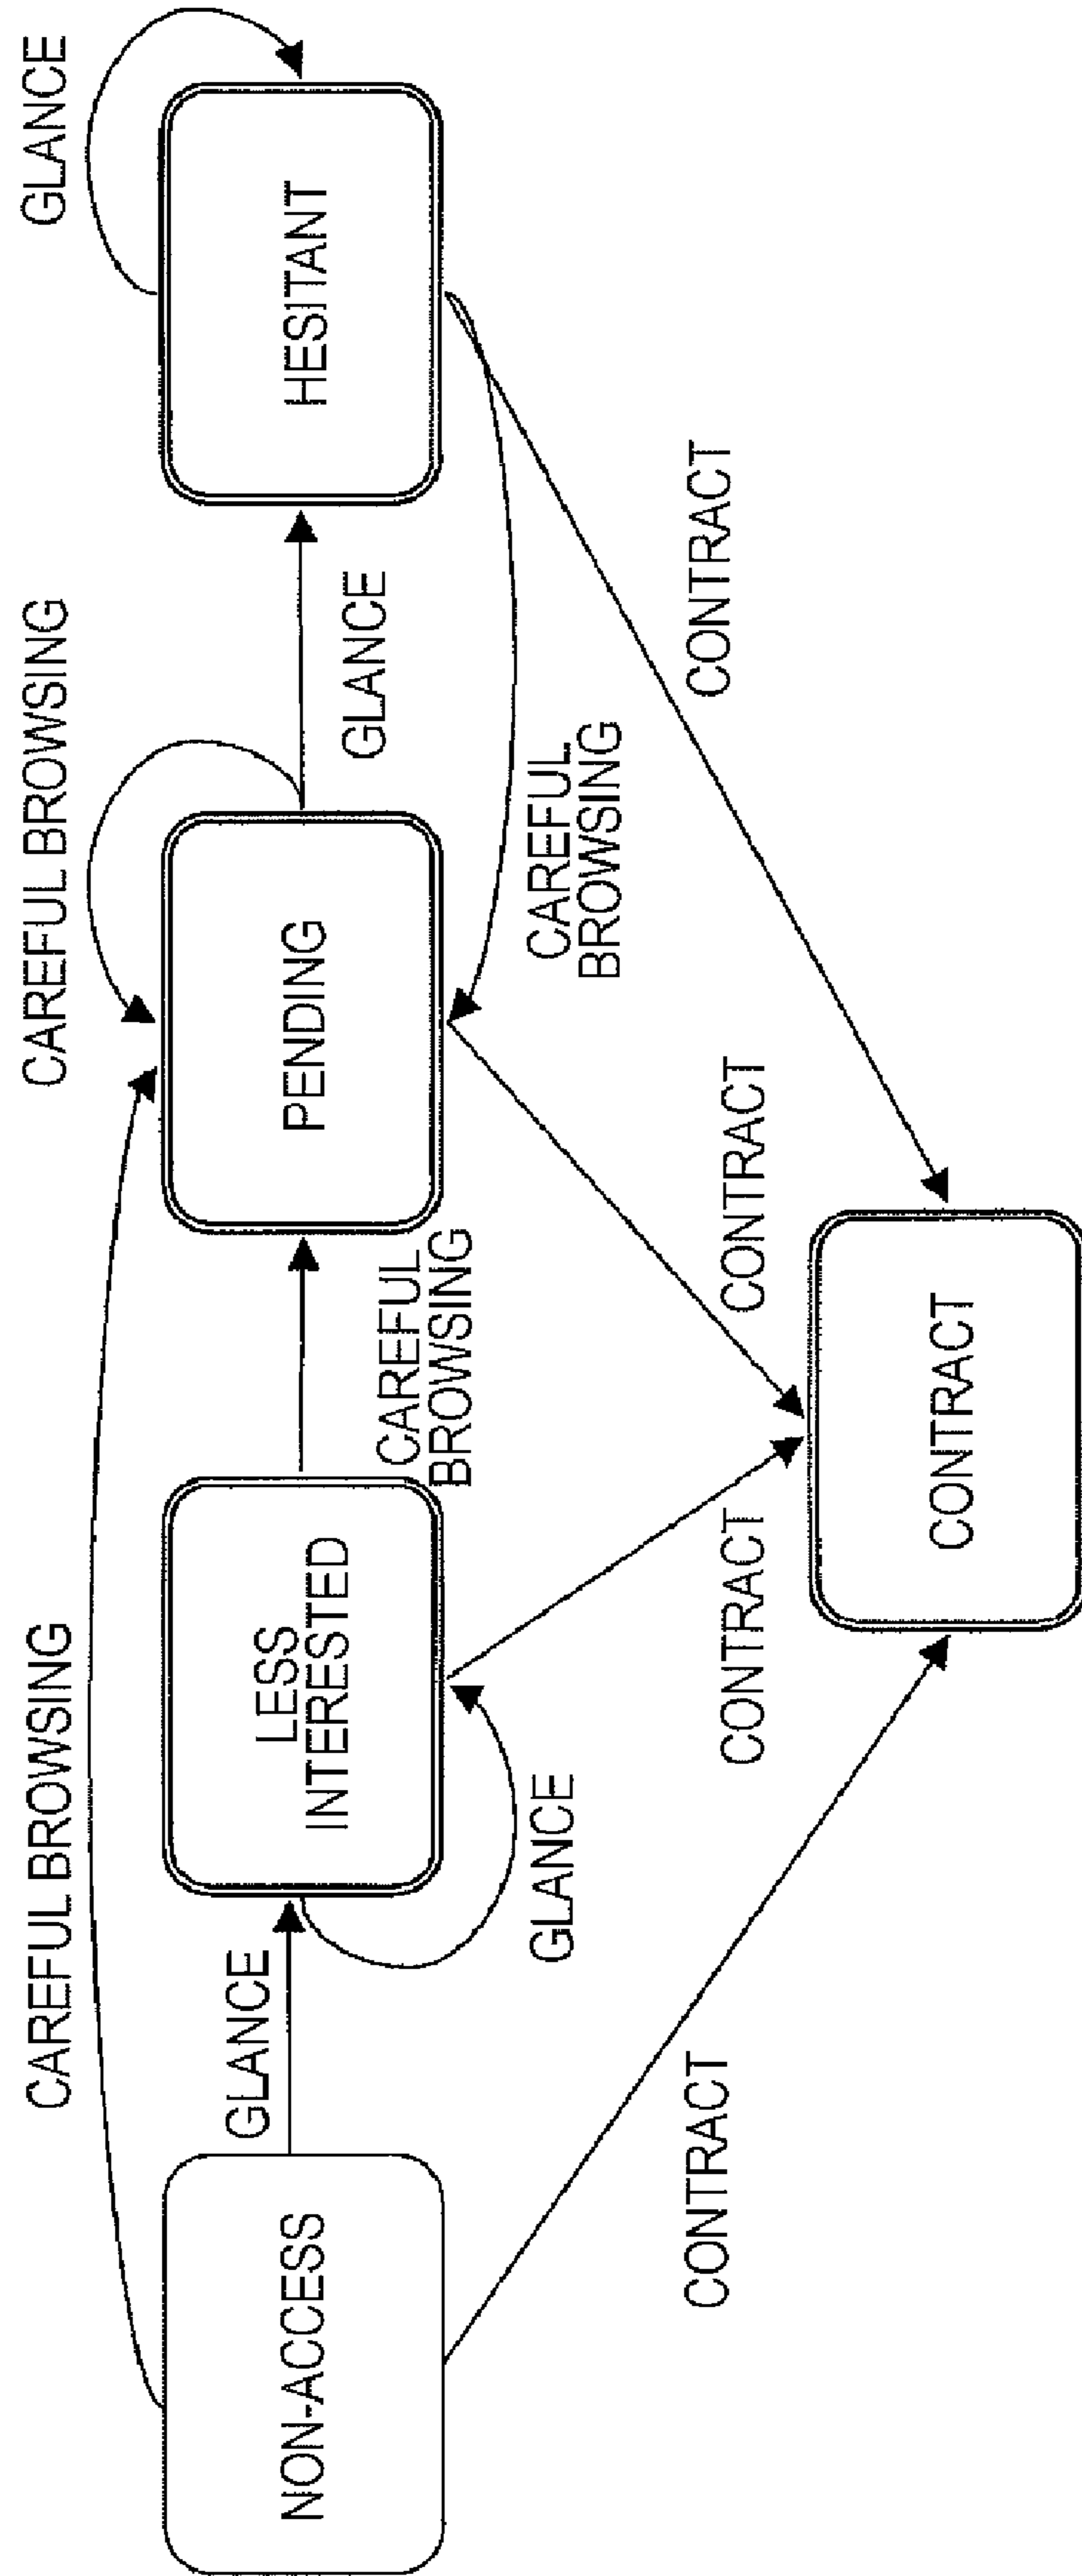 CAREFUL BROWSING
CAREFUL BROWSING
GLANCE
NON-ACCESS
GLANCE
LESS
INTERESTED
CAREFUL
BROWSING
PENDING
GLANCE
HESITANT
GLANCE
CAREFUL
BROWSING
CONTRACT
CONTRACT
CONTRACT
CONTRACT
CONTRACT